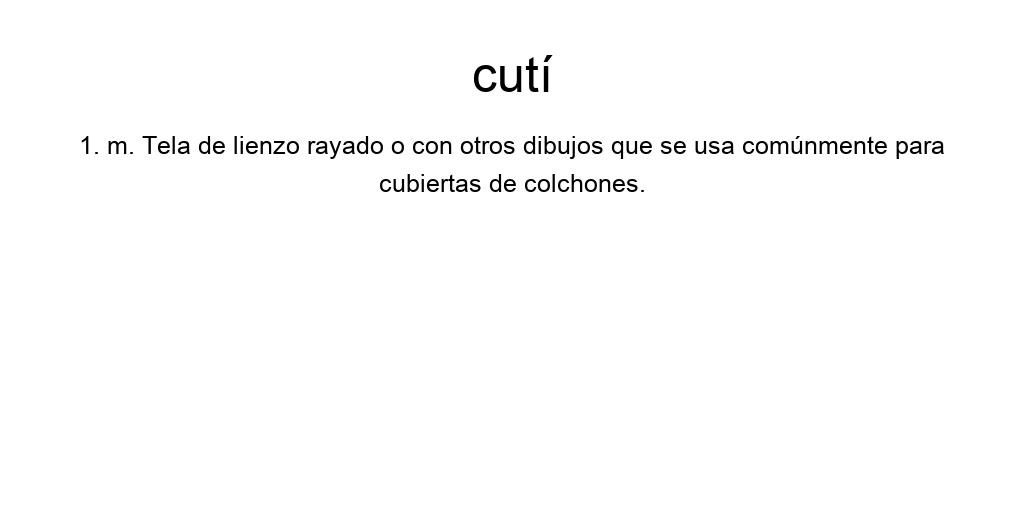 cutí
1. m. Tela de lienzo rayado o con otros dibujos que se usa comúnmente para
cubiertas de colchones.